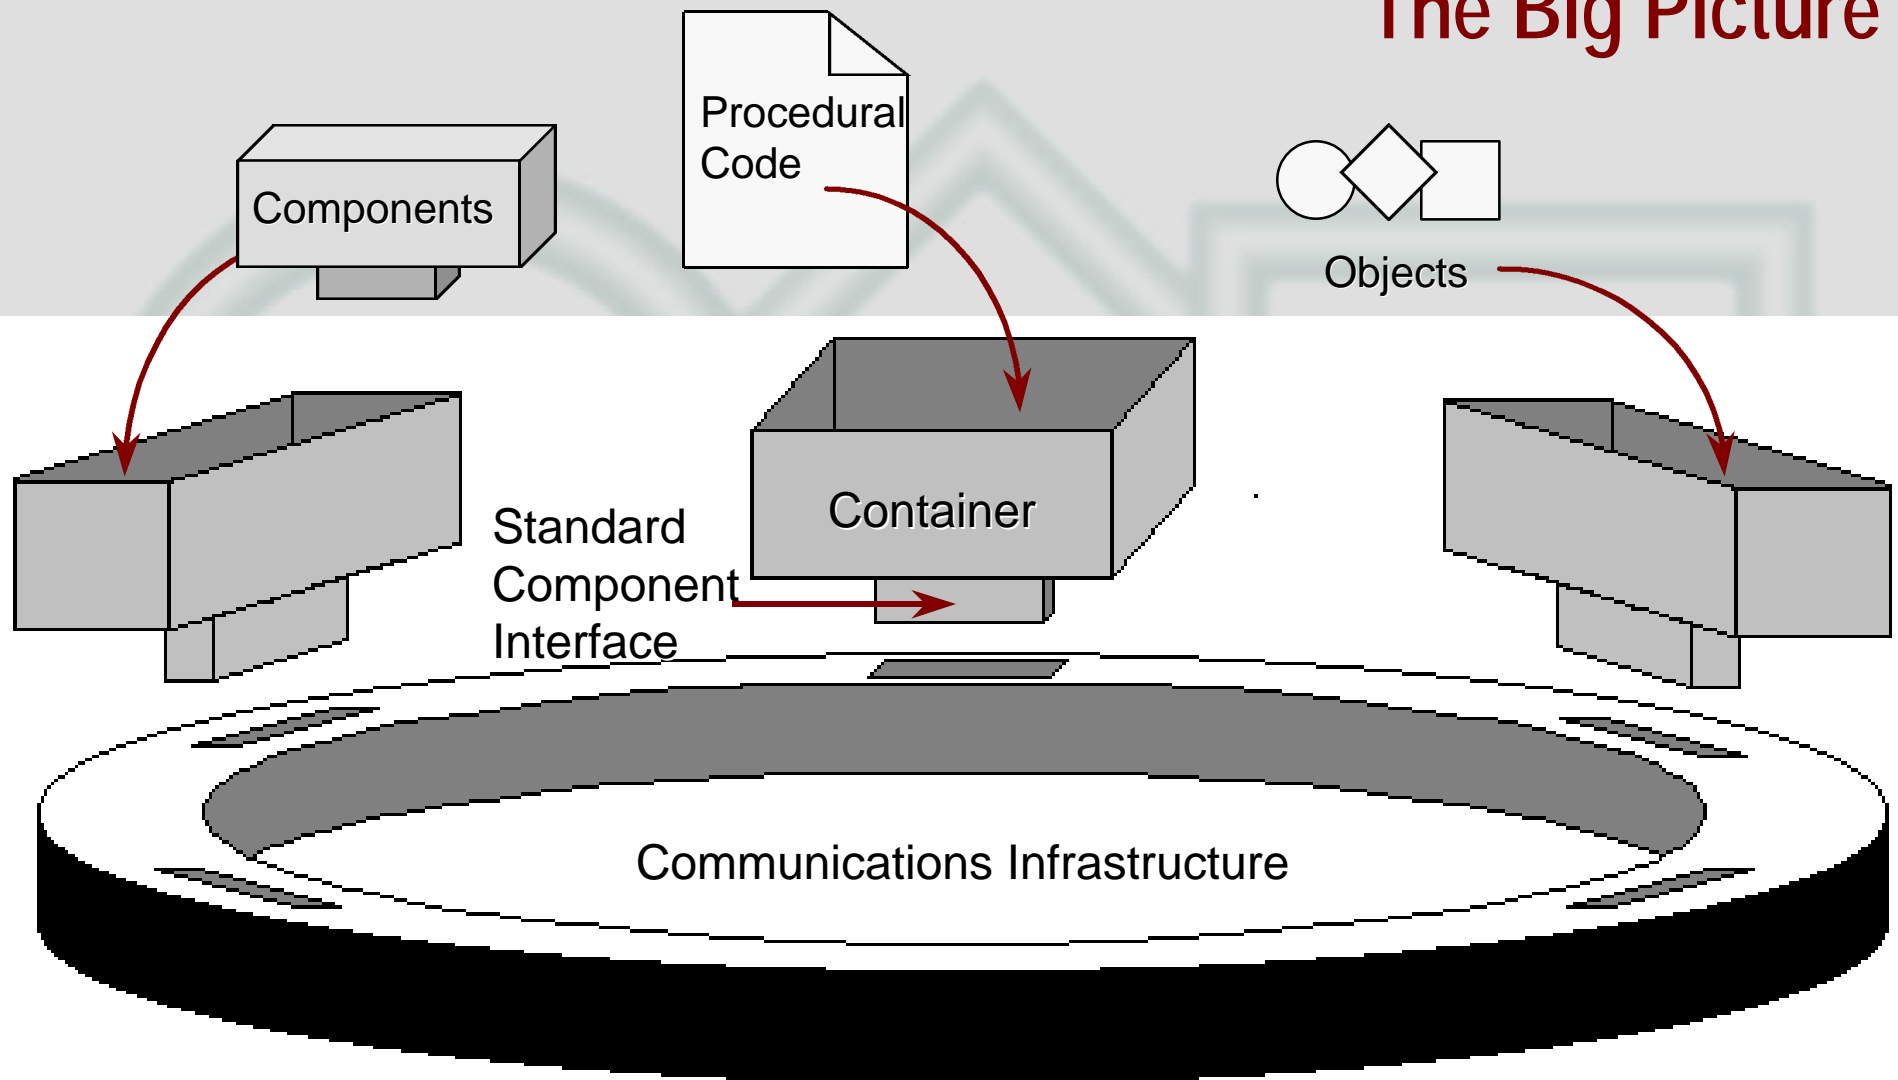 The Big Picture
Procedural
Code
Components
Objects
Container
Standard
Component
Interface
Communications Infrastructure